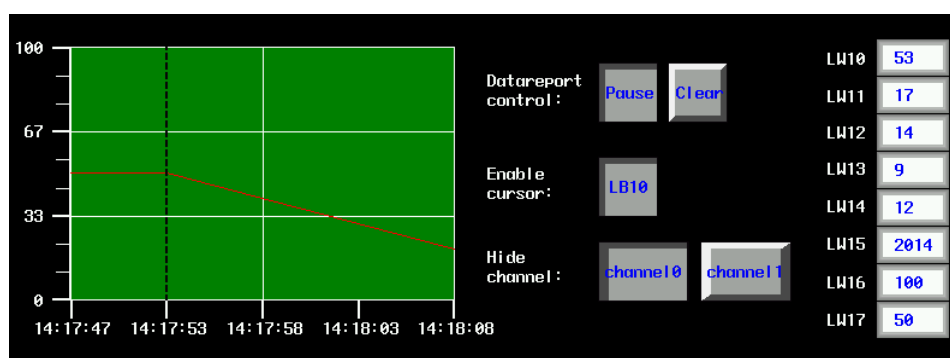 100
67
33
0
14:17:47 14:17:53 14:17:58 14:18:03 14:18:08
Datareport
control:
Pause
Clear
Enable
cursor:
LB10
Hide
channel:
channel0
channel1
LW10 53
LW11 17
LW12 14
LW13 9
LW14 12
LW15 2014
LW16 100
LW17 50